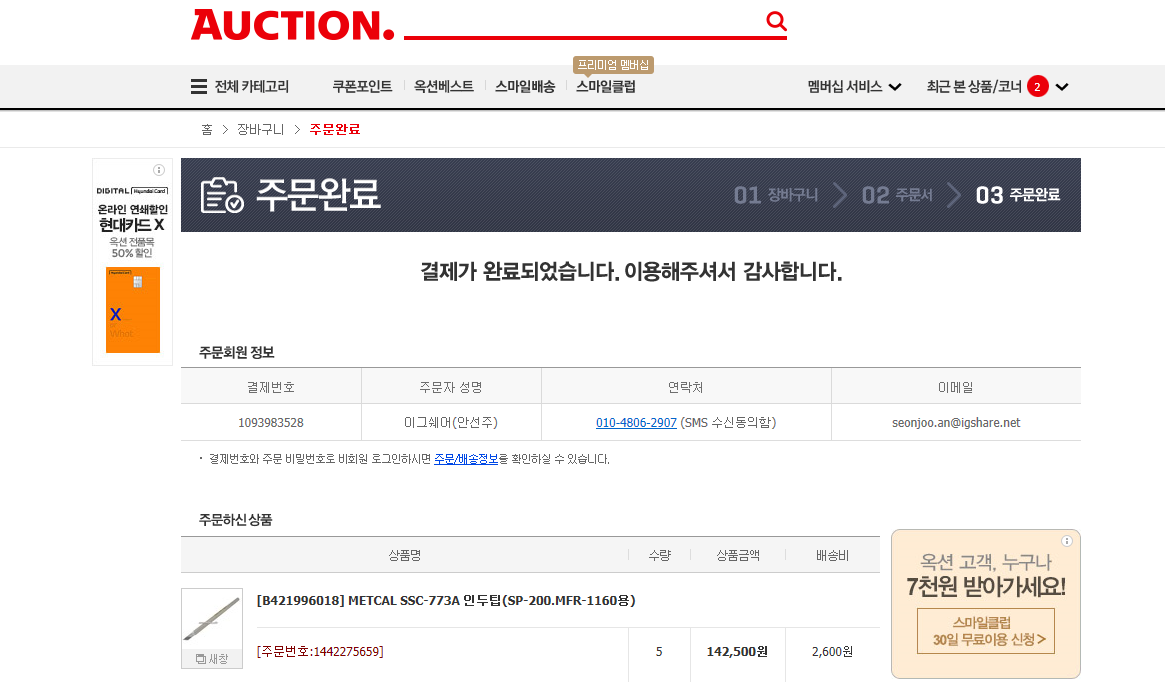 AUCTION.
프리미엄 멤버십
전체 카테고리 쿠폰포인트 옥션베스트 스마일배송 스마일클럽 멤버십 서비스 최근 본 상품/코너 2
홈 > 장바구니 > 주문완료
DIGITAL Hyundai Card
온라인 연쇄할인
현대카드 X
옥션 전품목
50% 할인
X
주문완료 01 장바구니 02 주문서 03 주문완료
결제가 완료되었습니다. 이용해주셔서 감사합니다.
주문회원 정보
결제번호 주문자 성명 연락처 이메일
1093983528 이그쉐어(안선주) 010-4806-2907 (SMS 수신동의함) seonjoo.an@igshare.net
· 결제번호와 주문 비밀번호로 비회원 로그인하시면 주문/배송정보를 확인하실 수 있습니다.
주문하신 상품
상품명 수량 상품금액 배송비
[B421996018] METCAL SSC-773A 인두팁(SP-200.MFR-1160용)
새창
[주문번호:1442275659] 5 142,500원 2,600원
옥션 고객, 누구나
7천원 받아가세요!
스마일클럽
30일 무료이용 신청 >